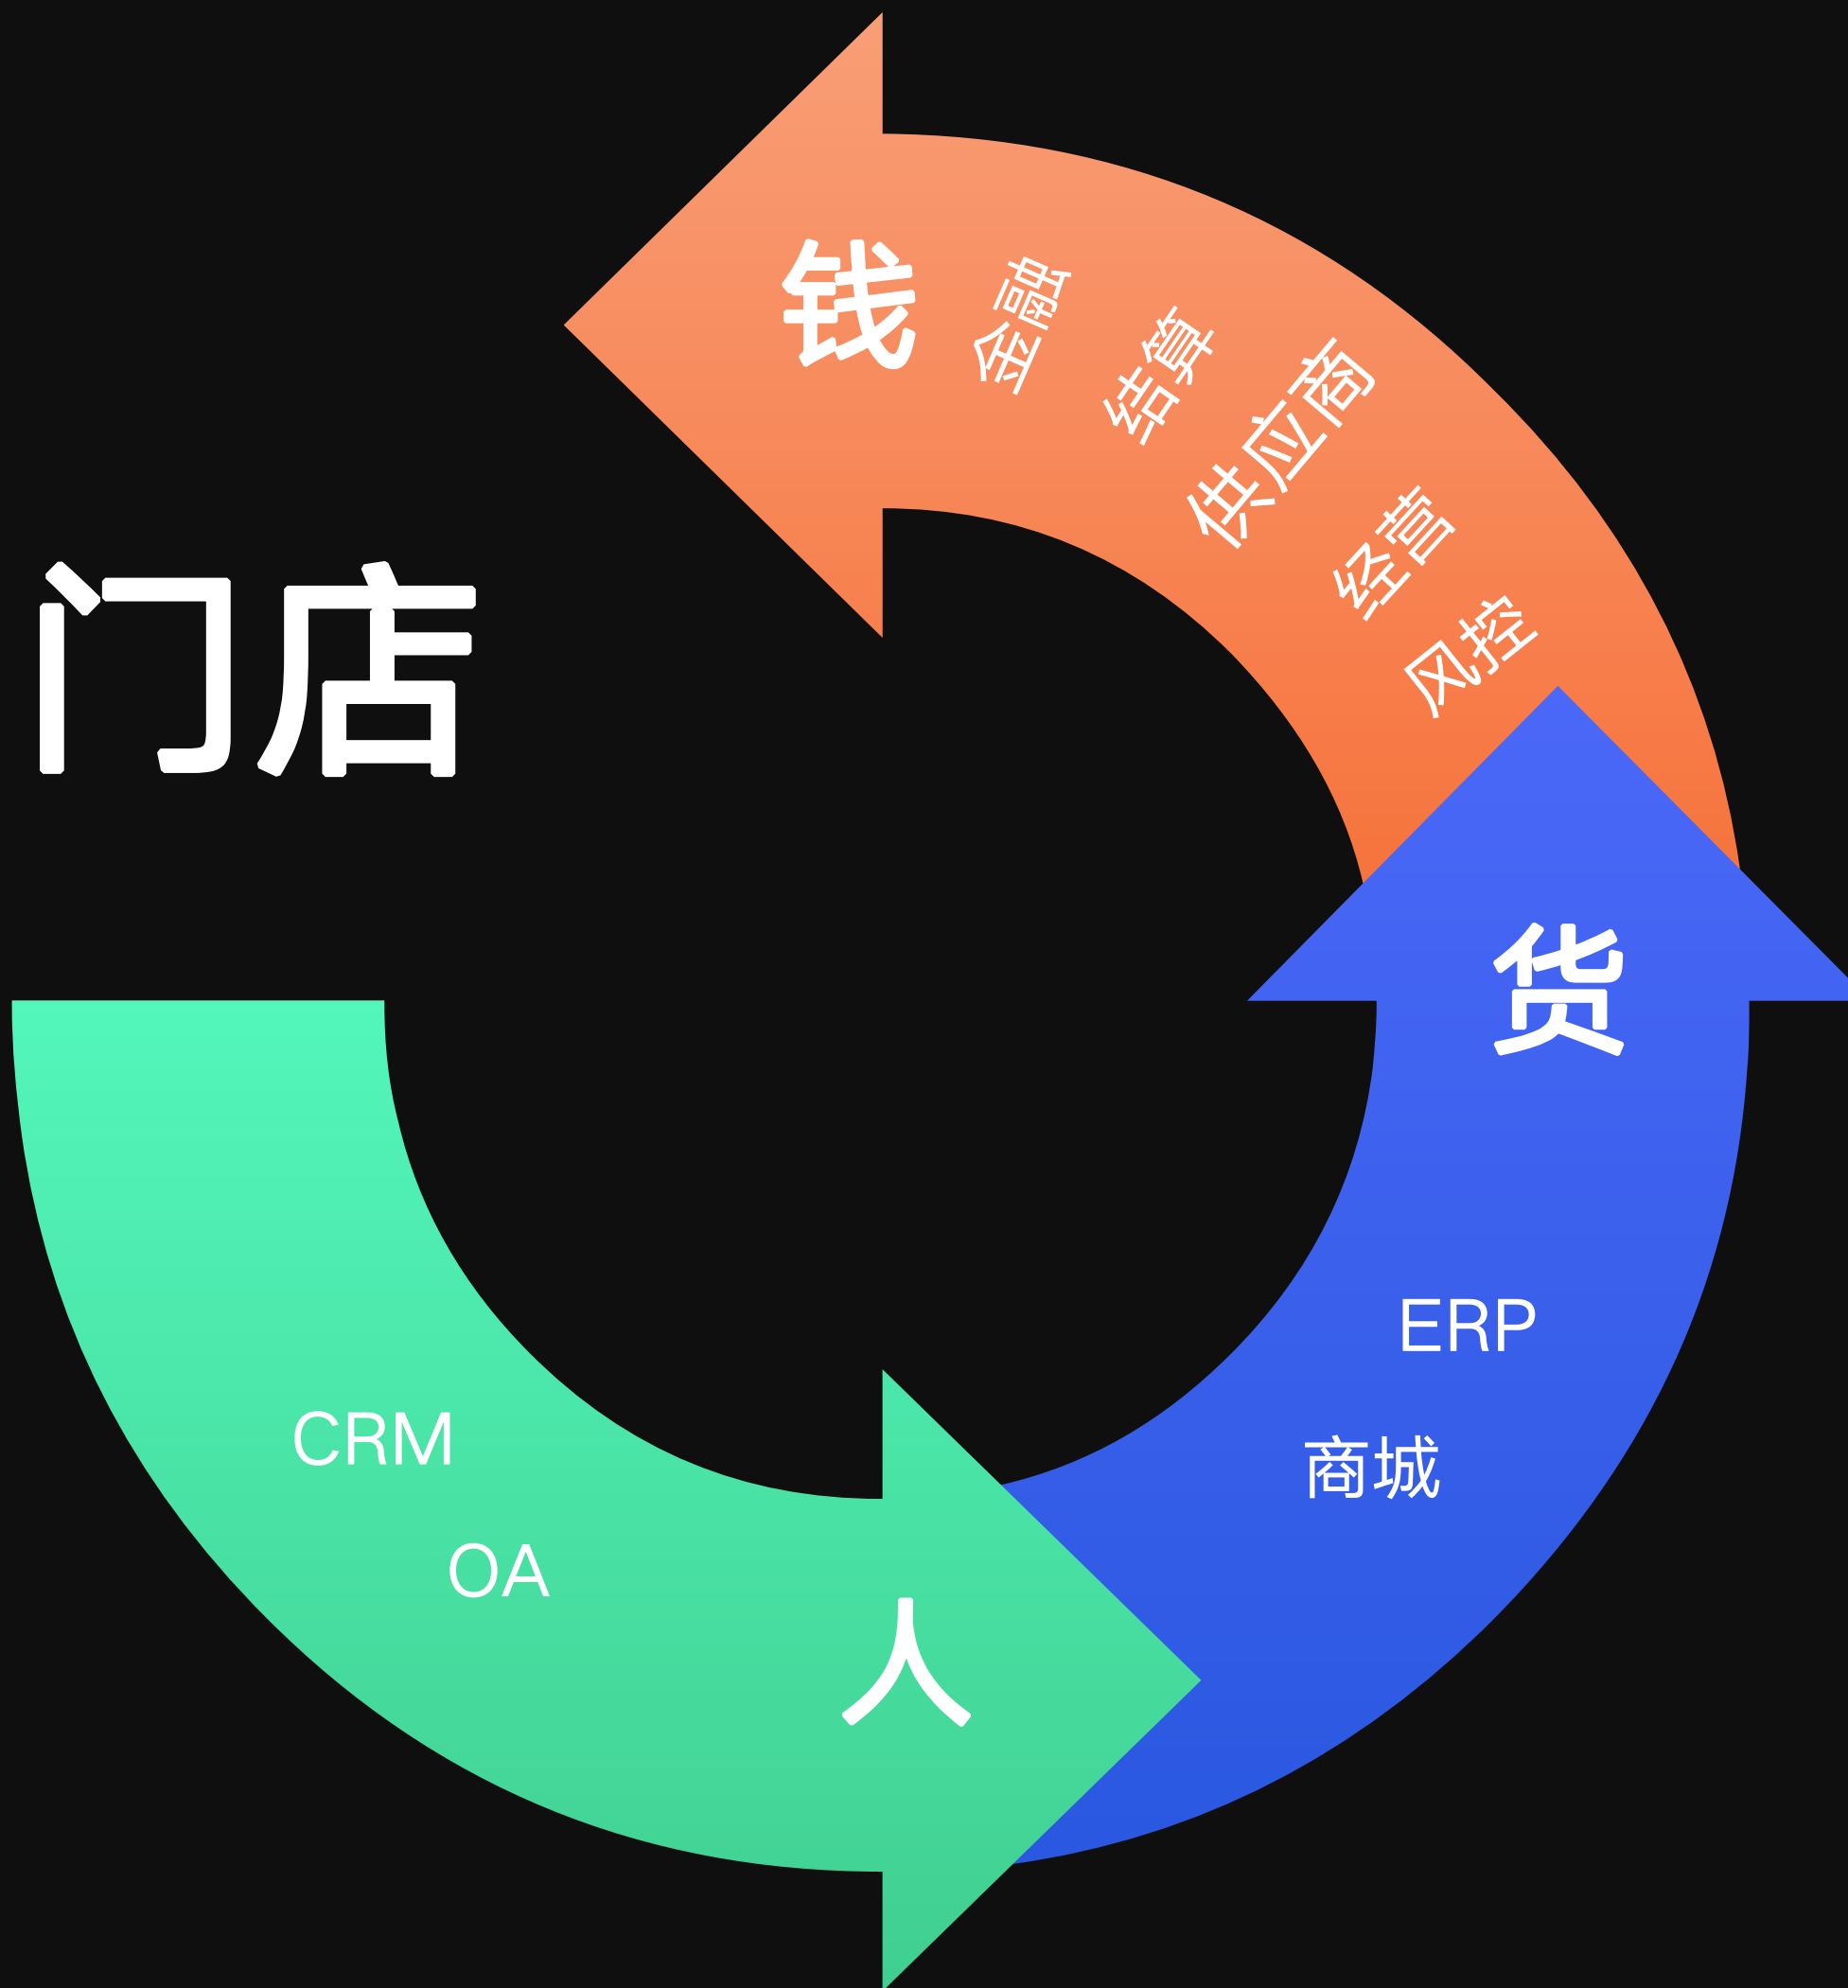 钱
金融
结算
供应商
经营
风控
门店
货
ERP
商城
CRM
OA
人